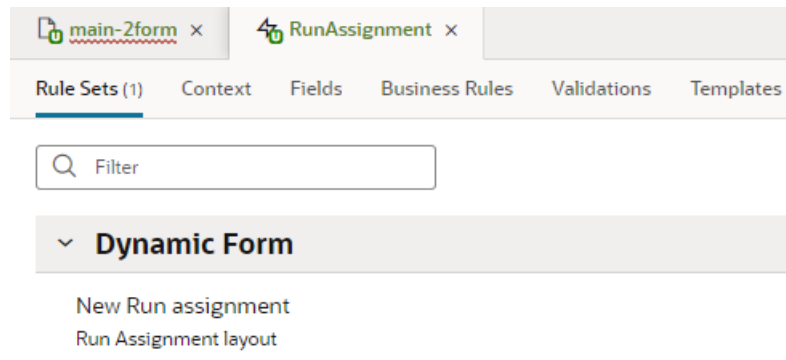 main-2form × RunAssignment ×
Rule Sets (1) Context Fields Business Rules Validations Templates
Filter
Dynamic Form
New Run assignment
Run Assignment layout